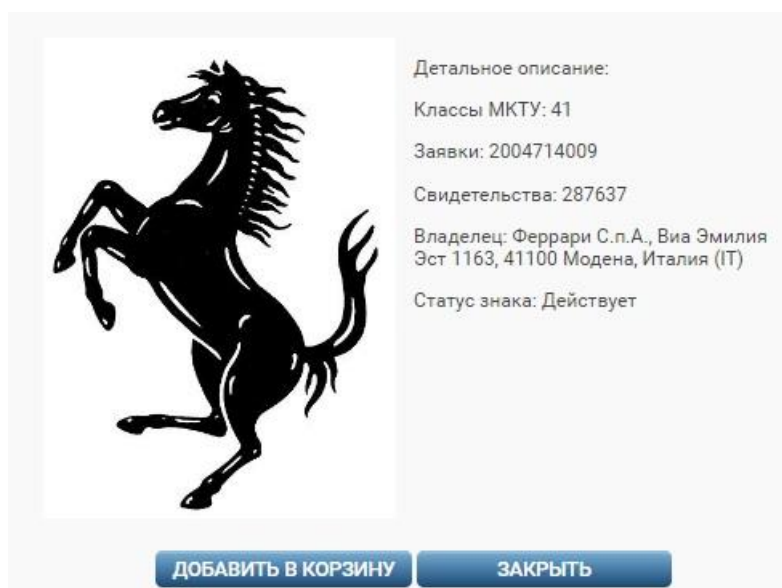 Детальное описание:
Классы МКТУ: 41
Заявки: 2004714009
Свидетельства: 287637
Владелец: Феррари С.п.А., Виа Эмилия
Эст 1163, 41100 Модена, Италия (IT)
Статус знака: Действует
ДОБАВИТЬ В КОРЗИНУ
ЗАКРЫТЬ